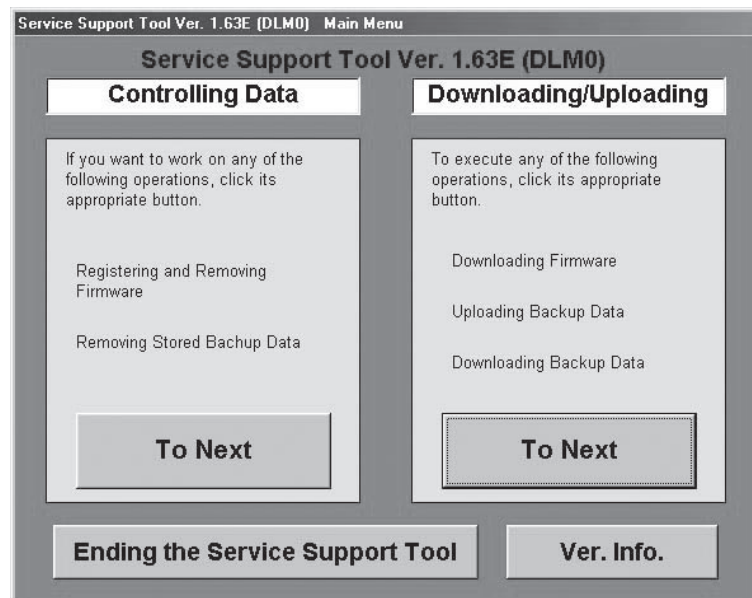 Service Support Tool Ver. 1.63E (DLM0) Main Menu
Service Support Tool Ver. 1.63E (DLM0)
Controlling Data
If you want to work on any of the
following operations, click its
appropriate button.
Registering and Removing
Firmware
Removing Stored Bachup Data
To Next
Downloading/Uploading
To execute any of the following
operations, click its appropriate
button.
Downloading Firmware
Uploading Backup Data
Downloading Backup Data
To Next
Ending the Service Support Tool
Ver. Info.